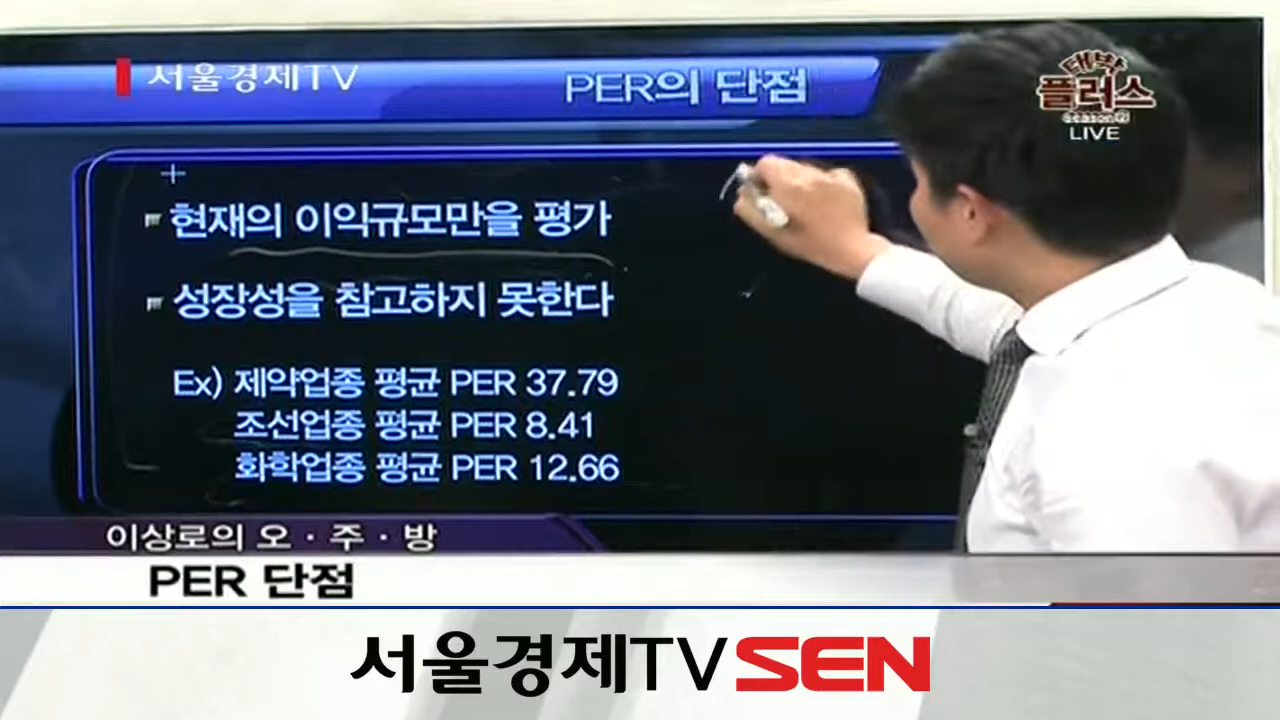 서울경제TV
PER의 단점
대박
플러스
season2
LIVE
현재의 이익규모만을 평가
성장성을 참고하지 못한다
Ex) 제약업종 평균 PER 37.79
조선업종 평균 PER 8.41
화학업종 평균 PER 12.66
이상로의 오·주·방
PER 단점
서울경제TV SEN